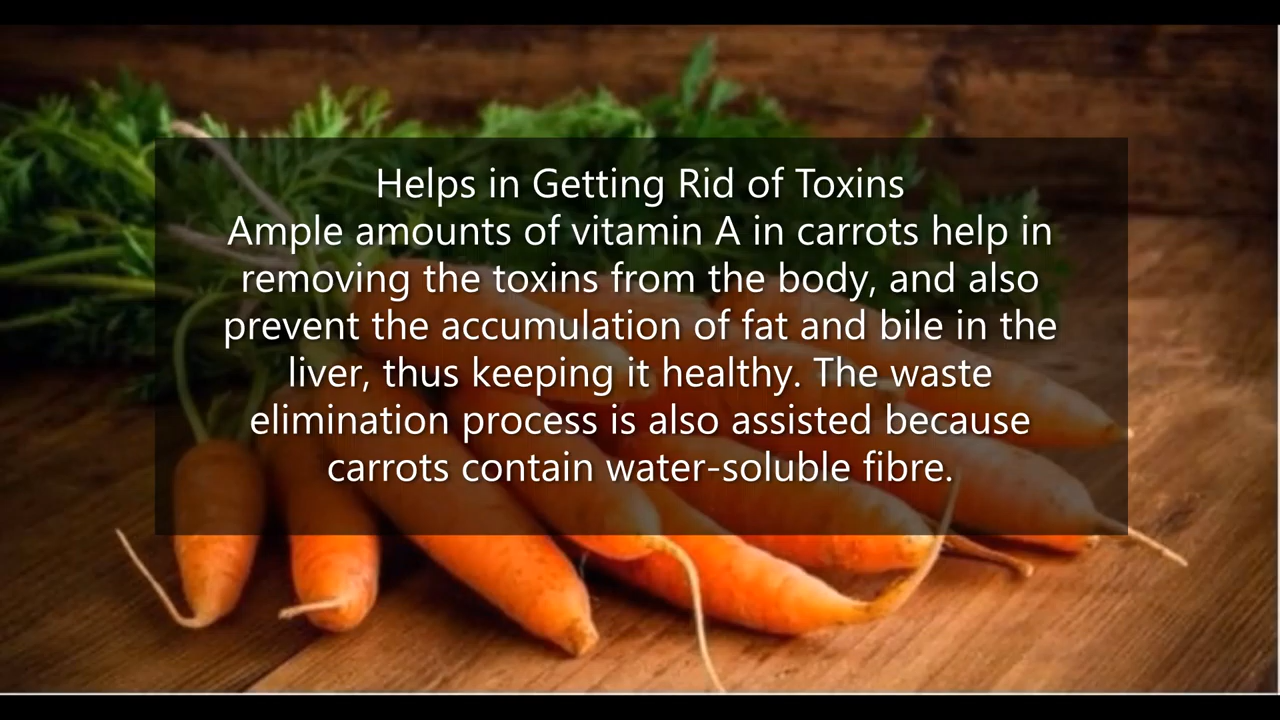 Helps in Getting Rid of Toxins
Ample amounts of vitamin A in carrots help in
removing the toxins from the body, and also
prevent the accumulation of fat and bile in the
liver, thus keeping it healthy. The waste
elimination process is also assisted because
carrots contain water-soluble fibre.